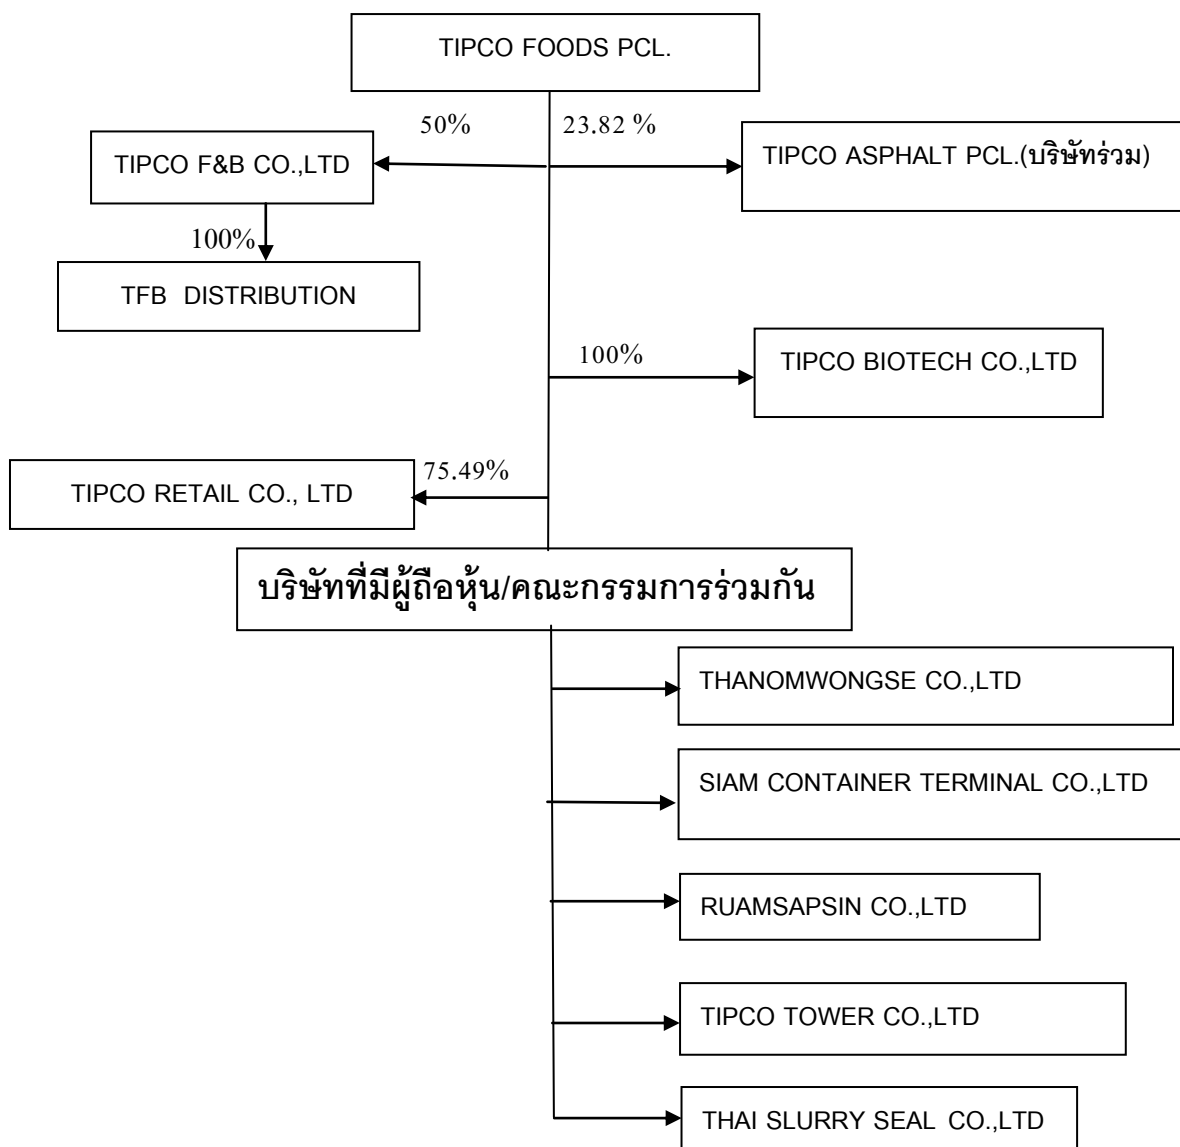 TIPCO FOODS PCL.
50%
23.82 %
TIPCO F&B CO.,LTD
TIPCO ASPHALT PCL.(บริษัทร่วม)
100%
TFB DISTRIBUTION
100%
TIPCO BIOTECH CO.,LTD
75.49%
TIPCO RETAIL CO., LTD
บริษัทที่มีผู้ถือหุ้น/คณะกรรมการร่วมกัน
THANOMWONGSE CO.,LTD
SIAM CONTAINER TERMINAL CO.,LTD
RUAMSAPSIN CO.,LTD
TIPCO TOWER CO.,LTD
THAI SLURRY SEAL CO.,LTD